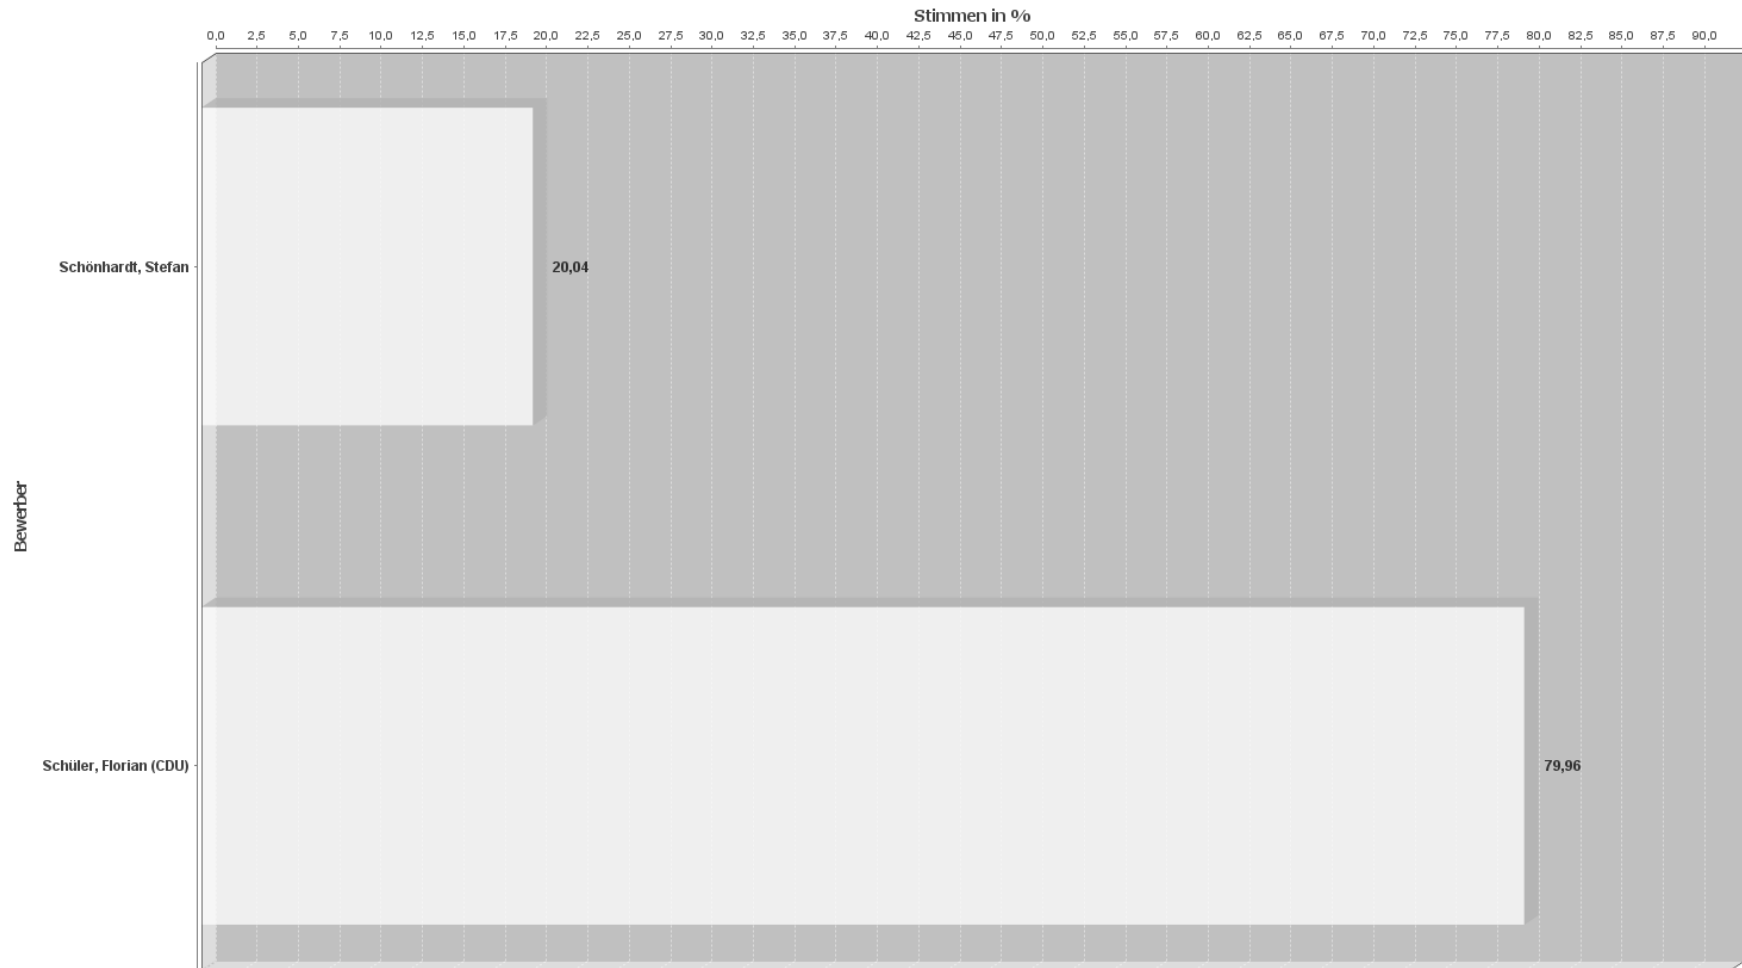 Stimmen in %
0,0 2,5 5,0 7,5 10,0 12,5 15,0 17,5 20,0 22,5 25,0 27,5 30,0 32,5 35,0 37,5 40,0 42,5 45,0 47,5 50,0 52,5 55,0 57,5 60,0 62,5 65,0 67,5 70,0 72,5 75,0 77,5 80,0 82,5 85,0 87,5 90,0
Schönhardt, Stefan 20,04
Bewerber
Schüler, Florian (CDU) 79,96